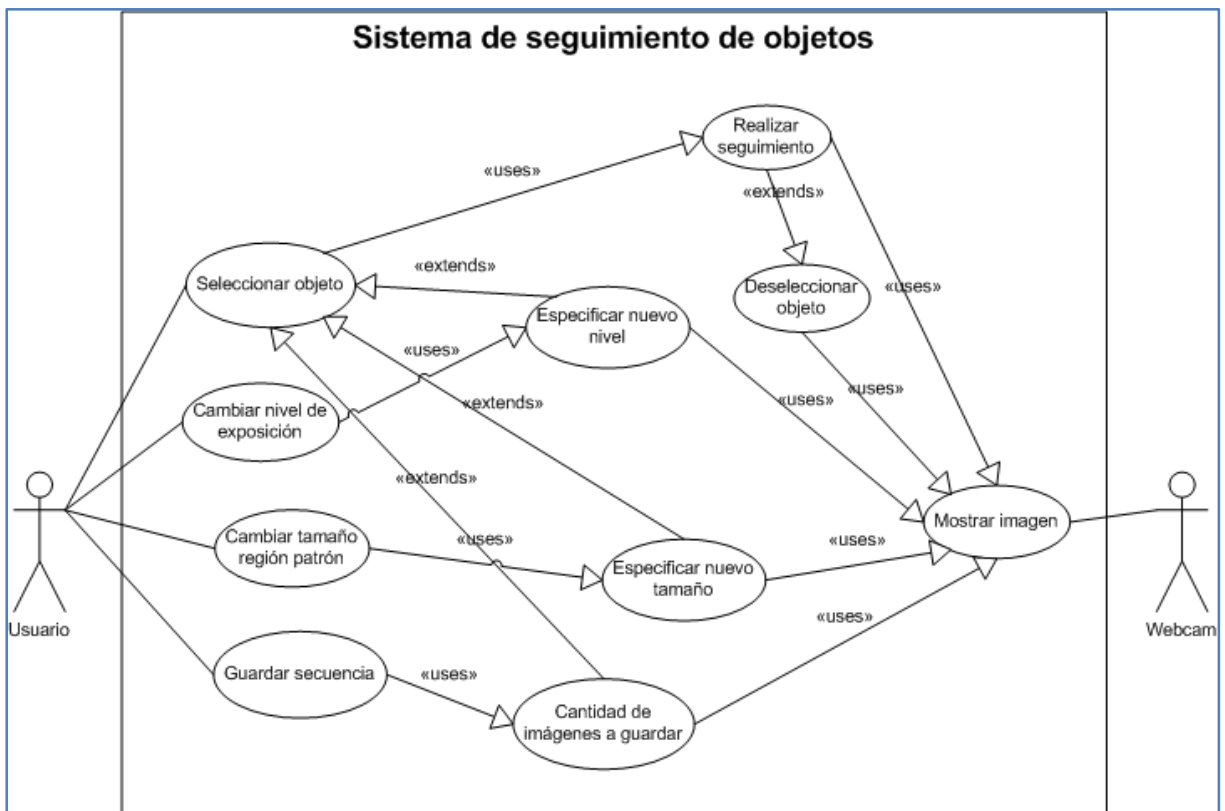 Sistema de seguimiento de objetos
Realizar
seguimiento
«uses»
«extends»
Seleccionar objeto
«extends»
Deseleccionar
objeto
«uses»
Especificar nuevo
nivel
«uses»
Cambiar nivel de
exposición
«uses»
«uses»
«extends»
«extends»
Mostrar imagen
Cambiar tamaño
región patrón
«uses»
«uses»
Especificar nuevo
tamaño
Usuario
Webcam
«uses»
Guardar secuencia
«uses»
Cantidad de
imágenes a guardar